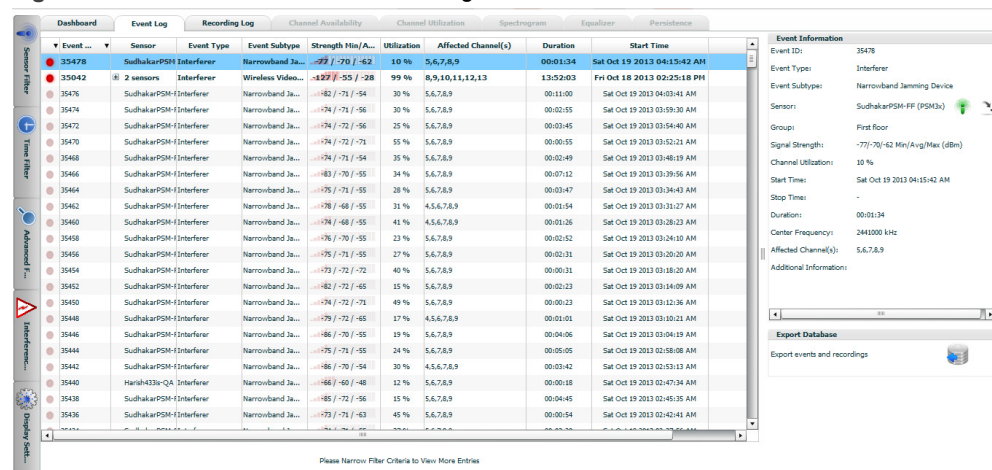 Dashboard Event Log Recording Log Channel Availability Channel Utilization Spectrogram Equalizer Persistence
Sensor Filter
Time Filter
Advanced F...
Interferenc...
Display Sett...
▼ Event ... ▼ Sensor Event Type Event Subtype Strength Min/A... Utilization Affected Channel(s) Duration Start Time
35478 SudhakarPSM Interferer Narrowband Ja... -77 / -70 / -62 10 % 5,6,7,8,9 00:01:34 Sat Oct 19 2013 04:15:42 AM
35042 2 sensors Interferer Wireless Video... -127 / -55 / -28 99 % 8,9,10,11,12,13 13:52:03 Fri Oct 18 2013 02:25:18 PM
35476 SudhakarPSM-F Interferer Narrowband Ja... -82 / -71 / -54 30 % 5,6,7,8,9 00:11:00 Sat Oct 19 2013 04:03:41 AM
35474 SudhakarPSM-F Interferer Narrowband Ja... -74 / -71 / -56 30 % 5,6,7,8,9 00:02:55 Sat Oct 19 2013 03:59:30 AM
35472 SudhakarPSM-F Interferer Narrowband Ja... -74 / -72 / -56 25 % 5,6,7,8,9 00:03:45 Sat Oct 19 2013 03:54:40 AM
35470 SudhakarPSM-F Interferer Narrowband Ja... -74 / -72 / -71 55 % 5,6,7,8,9 00:00:55 Sat Oct 19 2013 03:52:21 AM
35468 SudhakarPSM-F Interferer Narrowband Ja... -74 / -71 / -54 35 % 5,6,7,8,9 00:02:49 Sat Oct 19 2013 03:48:19 AM
35466 SudhakarPSM-F Interferer Narrowband Ja... -83 / -70 / -55 34 % 5,6,7,8,9 00:07:12 Sat Oct 19 2013 03:39:56 AM
35464 SudhakarPSM-F Interferer Narrowband Ja... -75 / -71 / -55 28 % 5,6,7,8,9 00:03:47 Sat Oct 19 2013 03:34:43 AM
35462 SudhakarPSM-F Interferer Narrowband Ja... -78 / -68 / -55 31 % 4,5,6,7,8,9 00:01:54 Sat Oct 19 2013 03:31:27 AM
35460 SudhakarPSM-F Interferer Narrowband Ja... -74 / -68 / -55 41 % 4,5,6,7,8,9 00:01:26 Sat Oct 19 2013 03:28:23 AM
35458 SudhakarPSM-F Interferer Narrowband Ja... -76 / -70 / -55 23 % 5,6,7,8,9 00:02:52 Sat Oct 19 2013 03:24:10 AM
35456 SudhakarPSM-F Interferer Narrowband Ja... -75 / -71 / -55 27 % 5,6,7,8,9 00:02:31 Sat Oct 19 2013 03:20:20 AM
35454 SudhakarPSM-F Interferer Narrowband Ja... -73 / -72 / -72 40 % 5,6,7,8,9 00:00:31 Sat Oct 19 2013 03:18:20 AM
35452 SudhakarPSM-F Interferer Narrowband Ja... -82 / -72 / -65 15 % 5,6,7,8,9 00:02:23 Sat Oct 19 2013 03:14:09 AM
35450 SudhakarPSM-F Interferer Narrowband Ja... -74 / -72 / -71 49 % 5,6,7,8,9 00:00:23 Sat Oct 19 2013 03:12:36 AM
35448 SudhakarPSM-F Interferer Narrowband Ja... -79 / -72 / -65 17 % 4,5,6,7,8,9 00:01:01 Sat Oct 19 2013 03:10:21 AM
35446 SudhakarPSM-F Interferer Narrowband Ja... -86 / -70 / -55 19 % 5,6,7,8,9 00:04:06 Sat Oct 19 2013 03:04:19 AM
35444 SudhakarPSM-F Interferer Narrowband Ja... -75 / -71 / -55 24 % 5,6,7,8,9 00:05:05 Sat Oct 19 2013 02:58:08 AM
35442 SudhakarPSM-F Interferer Narrowband Ja... -86 / -70 / -54 30 % 4,5,6,7,8,9 00:03:42 Sat Oct 19 2013 02:53:13 AM
35440 Harish433is-QA Interferer Narrowband Ja... -66 / -60 / -48 12 % 5,6,7,8,9 00:00:18 Sat Oct 19 2013 02:47:34 AM
35438 SudhakarPSM-F Interferer Narrowband Ja... -85 / -72 / -56 15 % 5,6,7,8,9 00:04:45 Sat Oct 19 2013 02:45:35 AM
35436 SudhakarPSM-F Interferer Narrowband Ja... -73 / -71 / -63 45 % 5,6,7,8,9 00:00:54 Sat Oct 19 2013 02:42:41 AM
Please Narrow Filter Criteria to View More Entries
Event Information
Event ID: 35478
Event Type: Interferer
Event Subtype: Narrowband Jamming Device
Sensor: SudhakarPSM-FF (PSM3x)
Group: First floor
Signal Strength: -77/-70/-62 Min/Avg/Max (dBm)
Channel Utilization: 10 %
Start Time: Sat Oct 19 2013 04:15:42 AM
Stop Time: -
Duration: 00:01:34
Center Frequency: 2441000 kHz
Affected Channel(s): 5,6,7,8,9
Additional Information:
Export Database
Export events and recordings